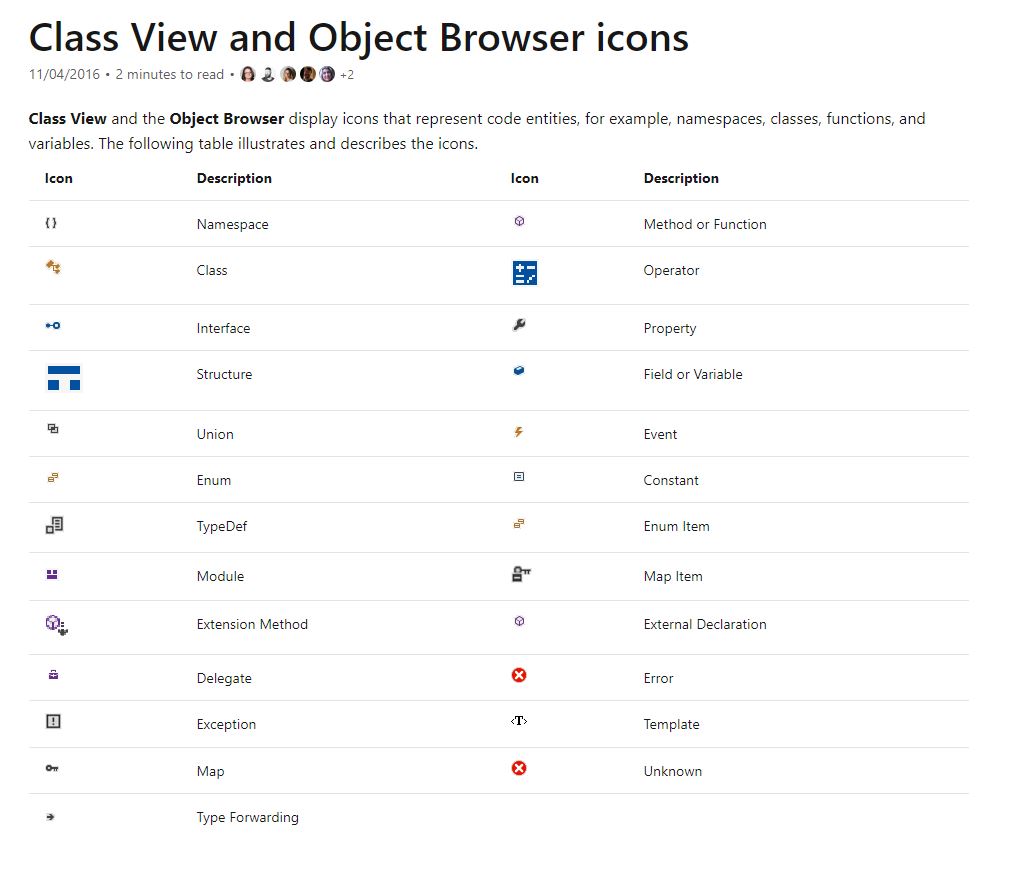 Class View and Object Browser icons
11/04/2016 • 2 minutes to read • +2
Class View and the Object Browser display icons that represent code entities, for example, namespaces, classes, functions, and
variables. The following table illustrates and describes the icons.
Icon Description Icon Description
{} Namespace Method or Function
Class Operator
Interface Property
Structure Field or Variable
Union Event
Enum Constant
TypeDef Enum Item
Module Map Item
Extension Method External Declaration
Delegate Error
Exception <T> Template
Map Unknown
Type Forwarding